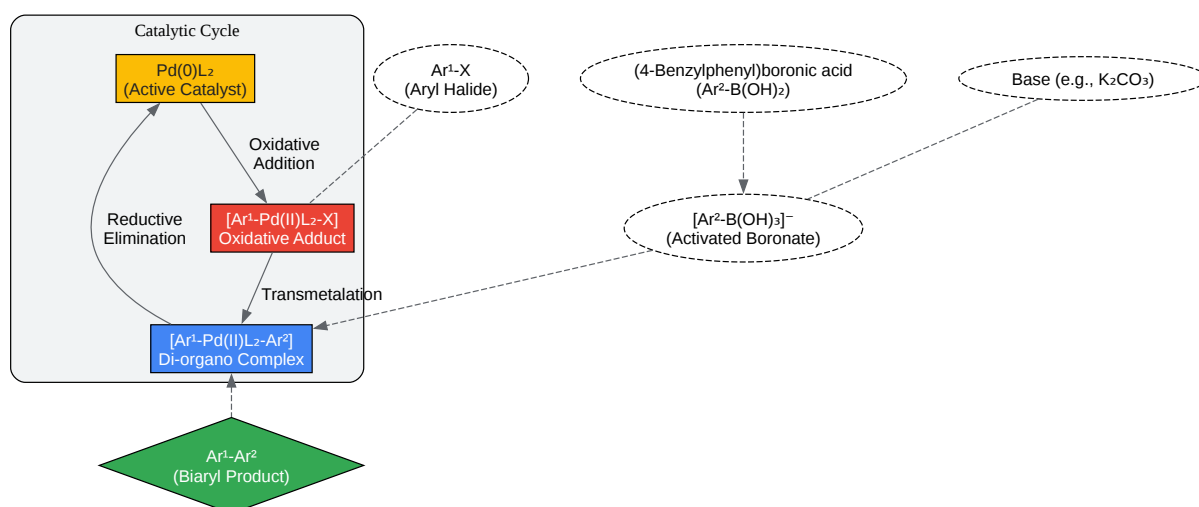 Catalytic Cycle
Pd(0)L₂
(Active Catalyst)
Ar¹-X
(Aryl Halide)
(4-Benzylphenyl)boronic acid
(Ar²-B(OH)₂)
Base (e.g., K₂CO₃)
Oxidative
Addition
Reductive
Elimination
[Ar¹-Pd(II)L₂-X]
Oxidative Adduct
[Ar²-B(OH)₃]⁻
(Activated Boronate)
Transmetalation
[Ar¹-Pd(II)L₂-Ar²]
Di-organo Complex
Ar¹-Ar²
(Biaryl Product)